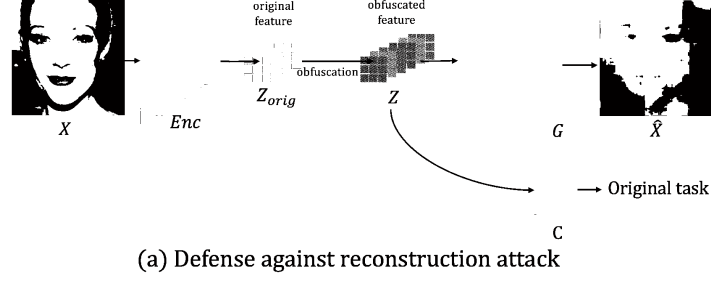 original
feature
obfuscated
feature
obfuscation
X
Enc
Z_orig
Z
G
X̂
C
Original task
(a) Defense against reconstruction attack